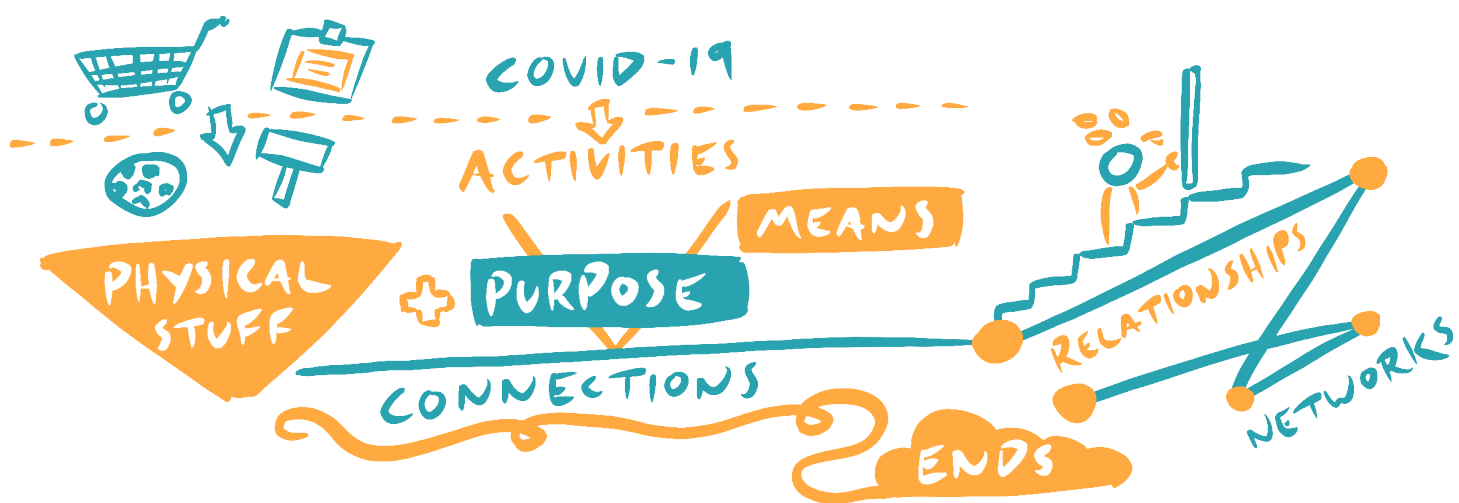 COVID-19
ACTIVITIES
MEANS
PHYSICAL
STUFF
PURPOSE
CONNECTIONS
RELATIONSHIPS
NETWORKS
ENDS